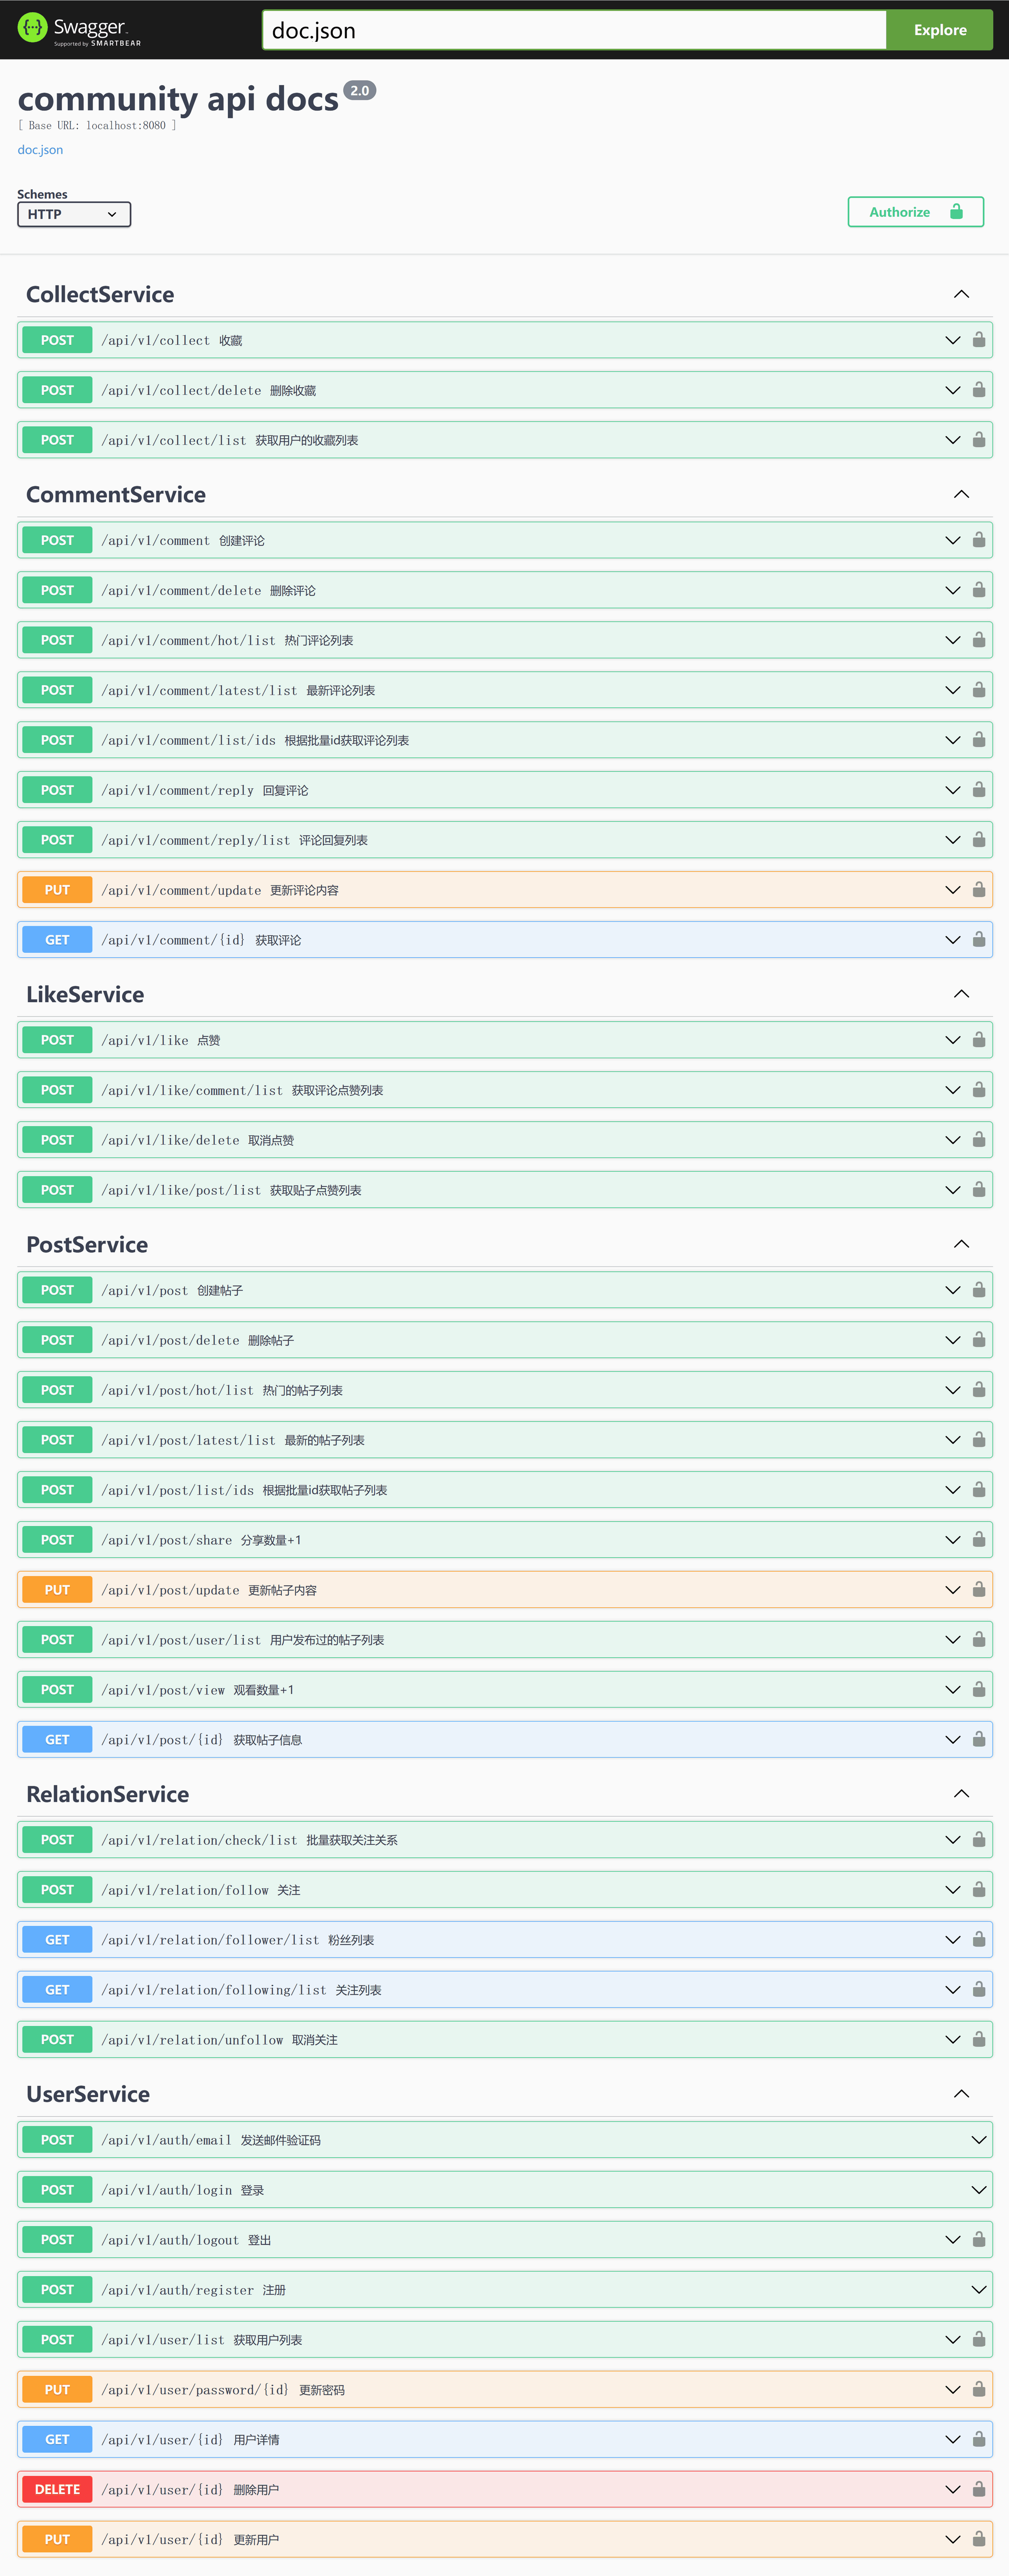 Swagger
Supported by SMARTBEAR
doc.json
Explore
community api docs 2.0
[ Base URL: localhost:8080 ]
doc.json
Schemes
HTTP
Authorize
CollectService
POST /api/v1/collect 收藏
POST /api/v1/collect/delete 删除收藏
POST /api/v1/collect/list 获取用户的收藏列表
CommentService
POST /api/v1/comment 创建评论
POST /api/v1/comment/delete 删除评论
POST /api/v1/comment/hot/list 热门评论列表
POST /api/v1/comment/latest/list 最新评论列表
POST /api/v1/comment/list/ids 根据批量id获取评论列表
POST /api/v1/comment/reply 回复评论
POST /api/v1/comment/reply/list 评论回复列表
PUT /api/v1/comment/update 更新评论内容
GET /api/v1/comment/{id} 获取评论
LikeService
POST /api/v1/like 点赞
POST /api/v1/like/comment/list 获取评论点赞列表
POST /api/v1/like/delete 取消点赞
POST /api/v1/like/post/list 获取贴子点赞列表
PostService
POST /api/v1/post 创建帖子
POST /api/v1/post/delete 删除帖子
POST /api/v1/post/hot/list 热门的帖子列表
POST /api/v1/post/latest/list 最新的帖子列表
POST /api/v1/post/list/ids 根据批量id获取帖子列表
POST /api/v1/post/share 分享数量+1
PUT /api/v1/post/update 更新帖子内容
POST /api/v1/post/user/list 用户发布过的帖子列表
POST /api/v1/post/view 观看数量+1
GET /api/v1/post/{id} 获取帖子信息
RelationService
POST /api/v1/relation/check/list 批量获取关注关系
POST /api/v1/relation/follow 关注
GET /api/v1/relation/follower/list 粉丝列表
GET /api/v1/relation/following/list 关注列表
POST /api/v1/relation/unfollow 取消关注
UserService
POST /api/v1/auth/email 发送邮件验证码
POST /api/v1/auth/login 登录
POST /api/v1/auth/logout 登出
POST /api/v1/auth/register 注册
POST /api/v1/user/list 获取用户列表
PUT /api/v1/user/password/{id} 更新密码
GET /api/v1/user/{id} 用户详情
DELETE /api/v1/user/{id} 删除用户
PUT /api/v1/user/{id} 更新用户